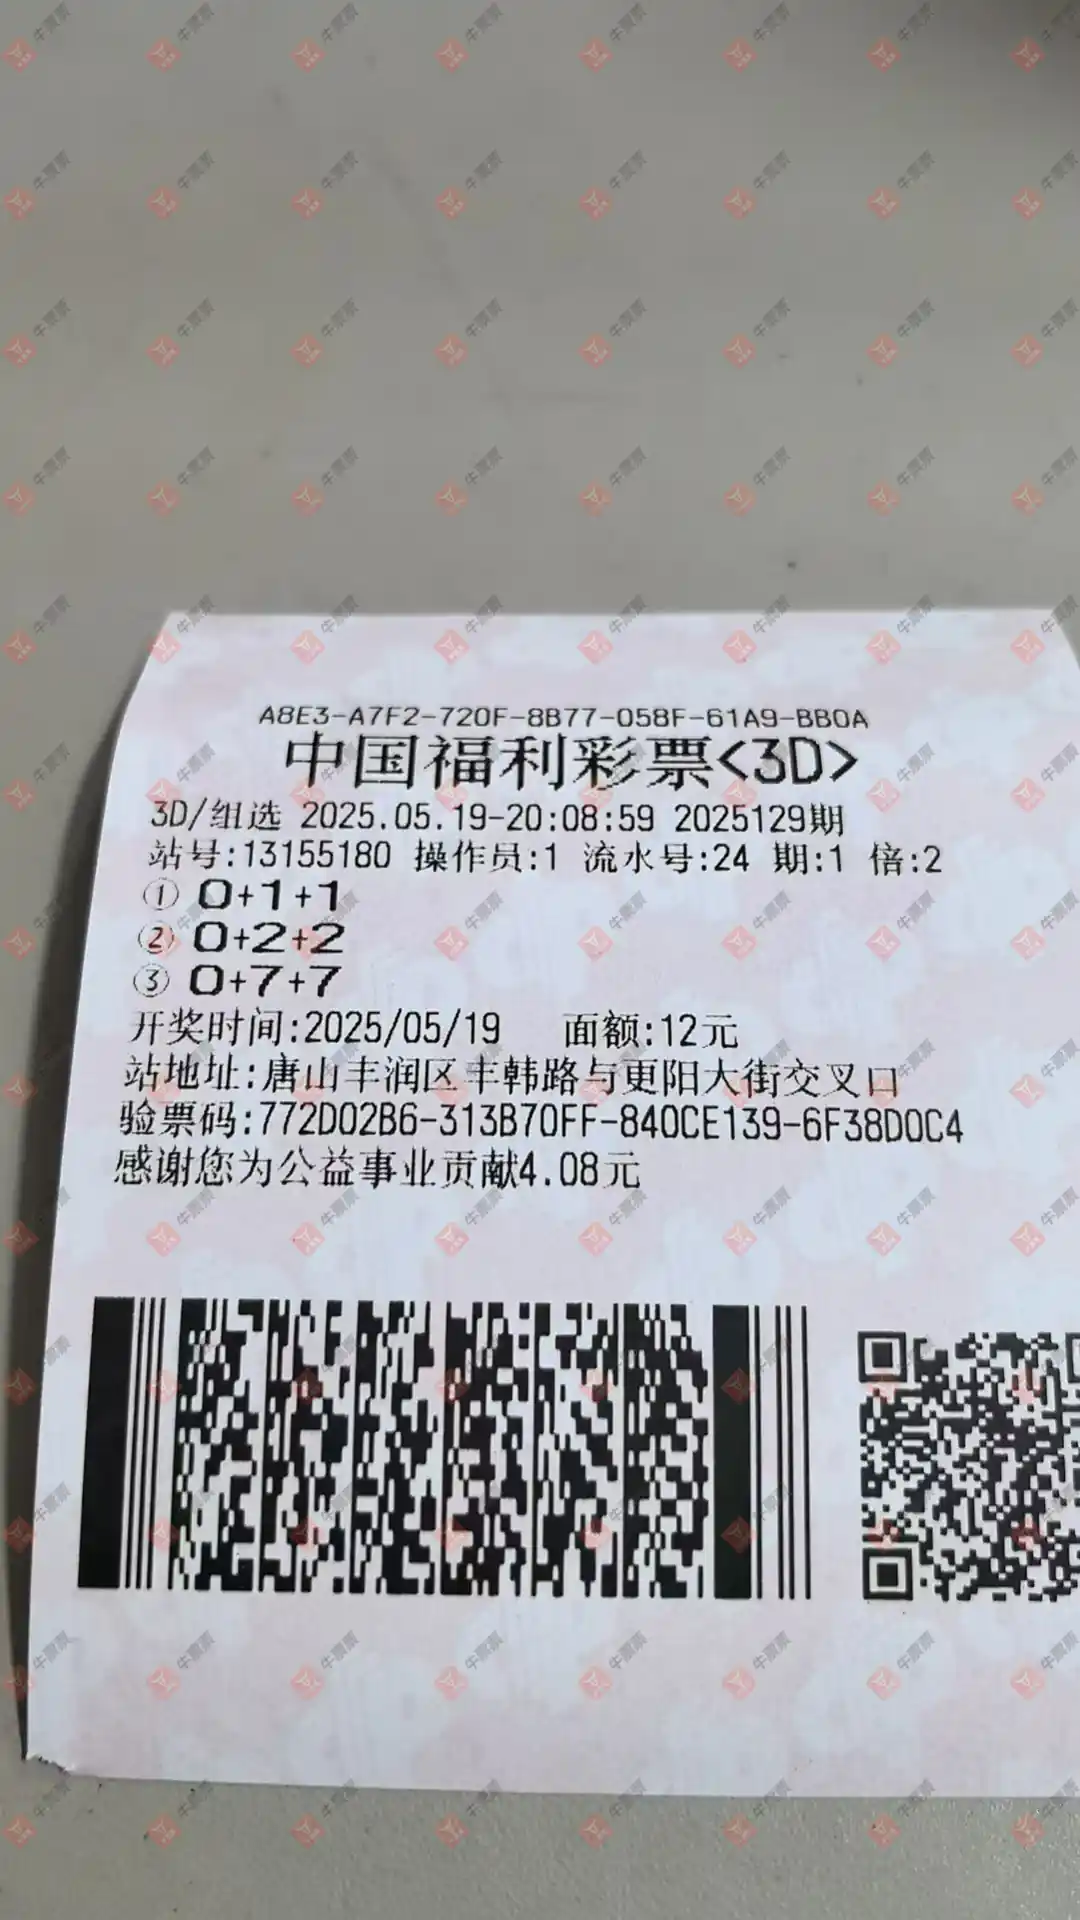 A8E3-A7F2-720F-8B77-058F-61A9-BB0A
中国福利彩票<3D>
3D/组选 2025.05.19-20:08:59 2025129期
站号:13155180 操作员:1 流水号:24 期:1 倍:2
① 0+1+1
② 0+2+2
③ 0+7+7
开奖时间:2025/05/19 面额:12元
站地址:唐山丰润区丰韩路与更阳大街交叉口
验票码:772D02B6-313B70FF-840CE139-6F38D0C4
感谢您为公益事业贡献4.08元
牛票票